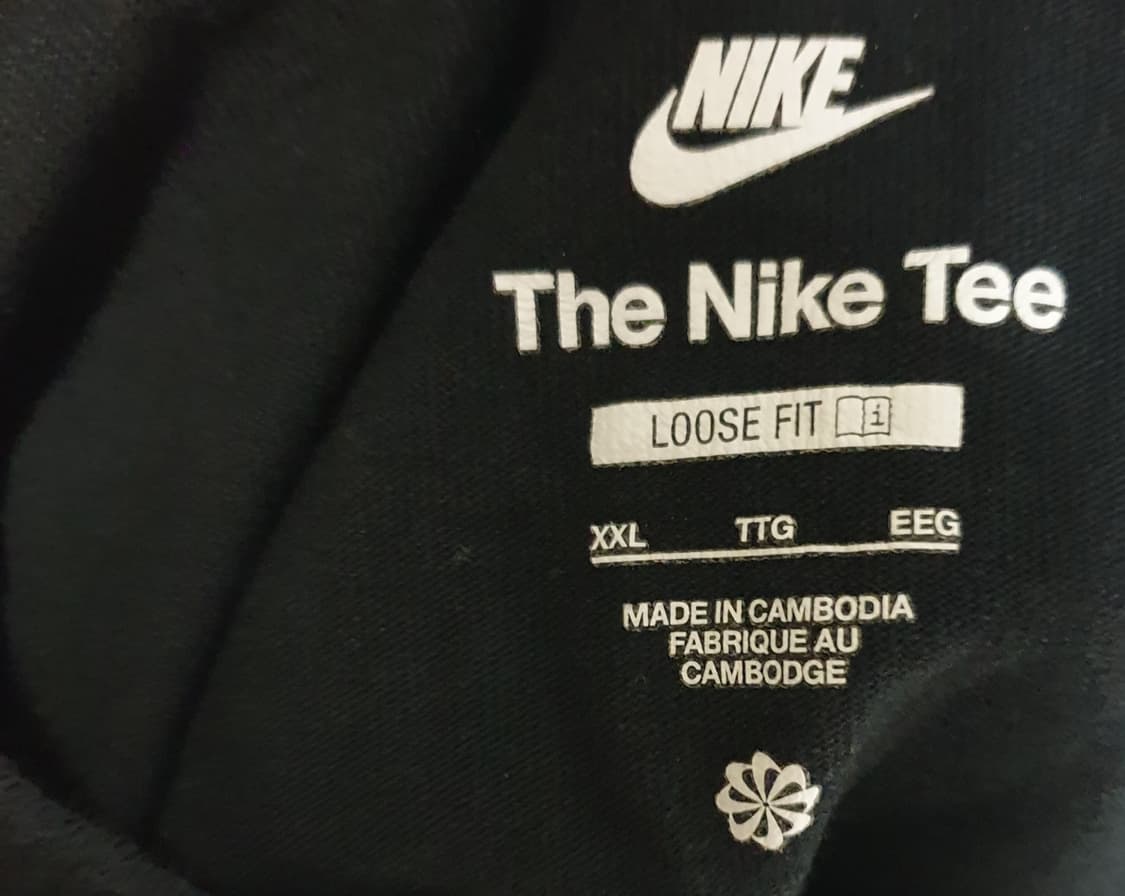 NIKE
The Nike Tee
LOOSE FIT i
XXL TTG EEG
MADE IN CAMBODIA
FABRIQUE AU
CAMBODGE